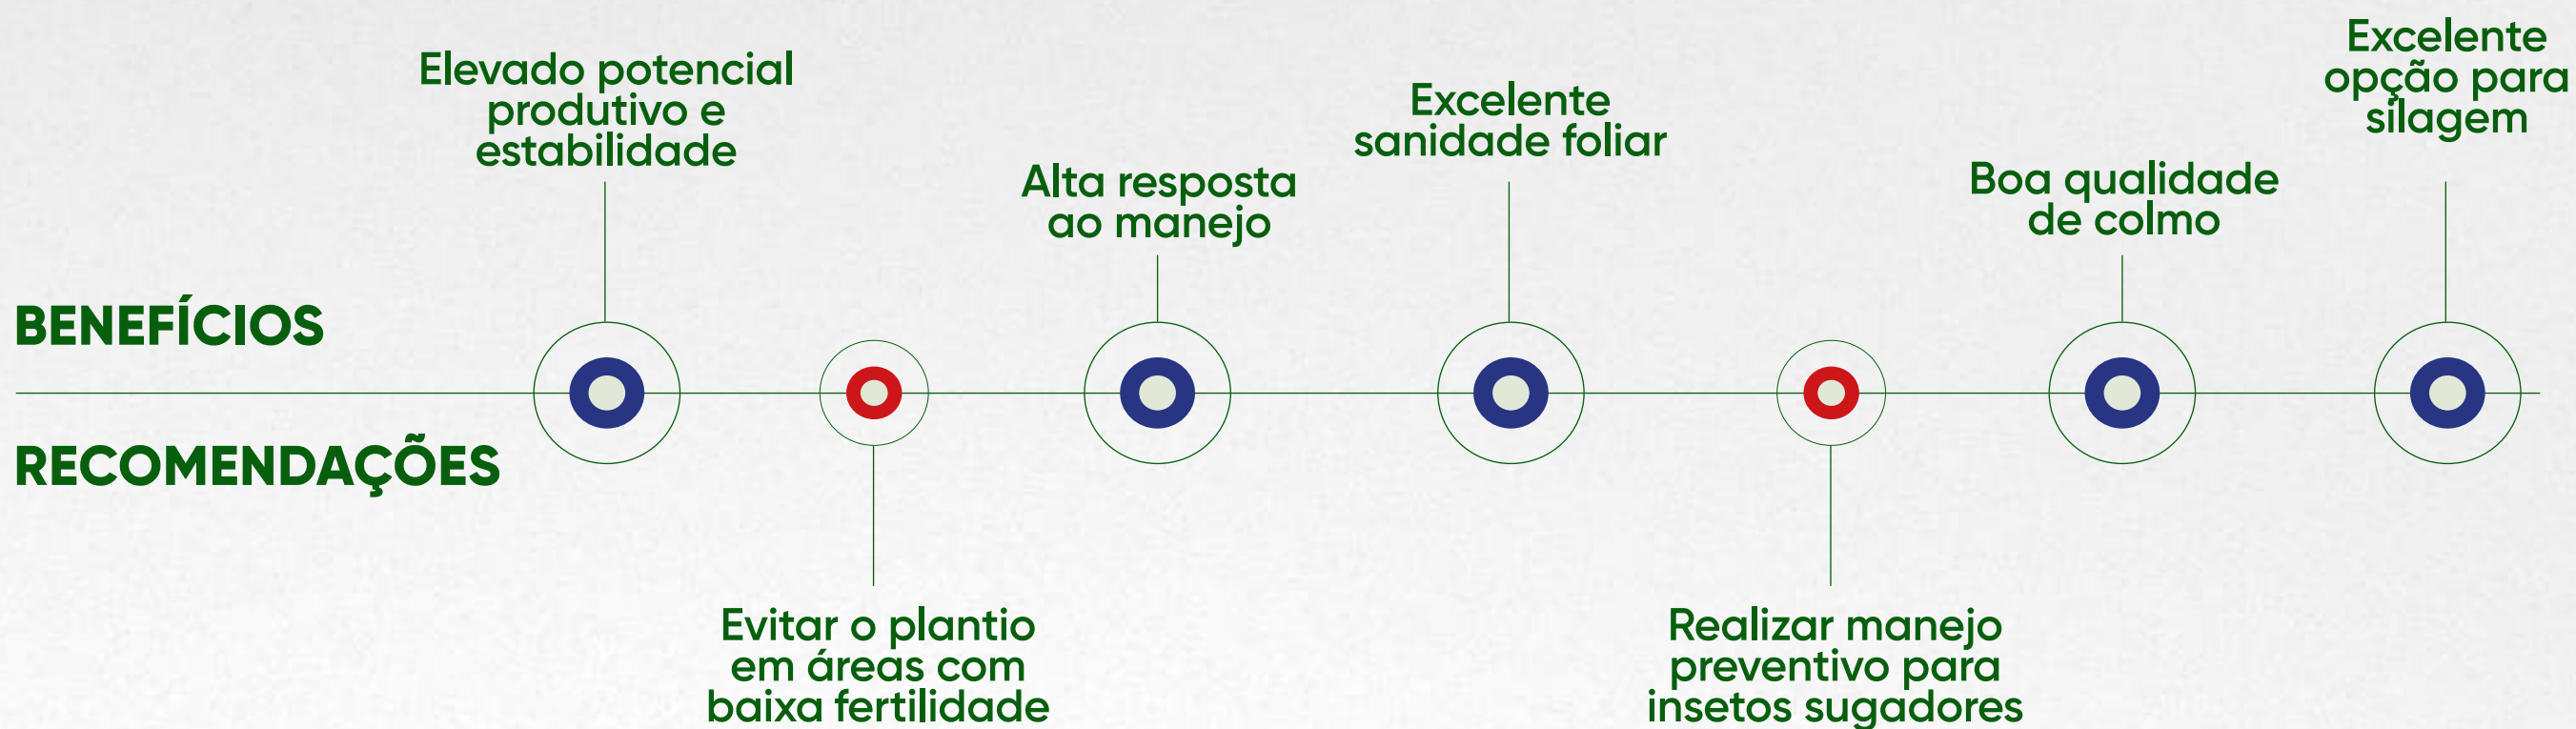 BENEFÍCIOS
RECOMENDAÇÕES
Elevado potencial
produtivo e
estabilidade
Evitar o plantio
em áreas com
baixa fertilidade
Alta resposta
ao manejo
Excelente
sanidade foliar
Realizar manejo
preventivo para
insetos sugadores
Boa qualidade
de colmo
Excelente
opção para
silagem